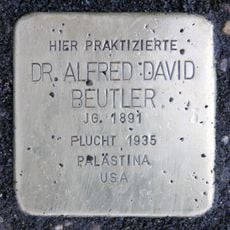 HIER PRAKTIZIERTE
DR. ALFRED DAVID
BEUTLER
JG. 1891
FLUCHT 1935
PALÄSTINA
USA